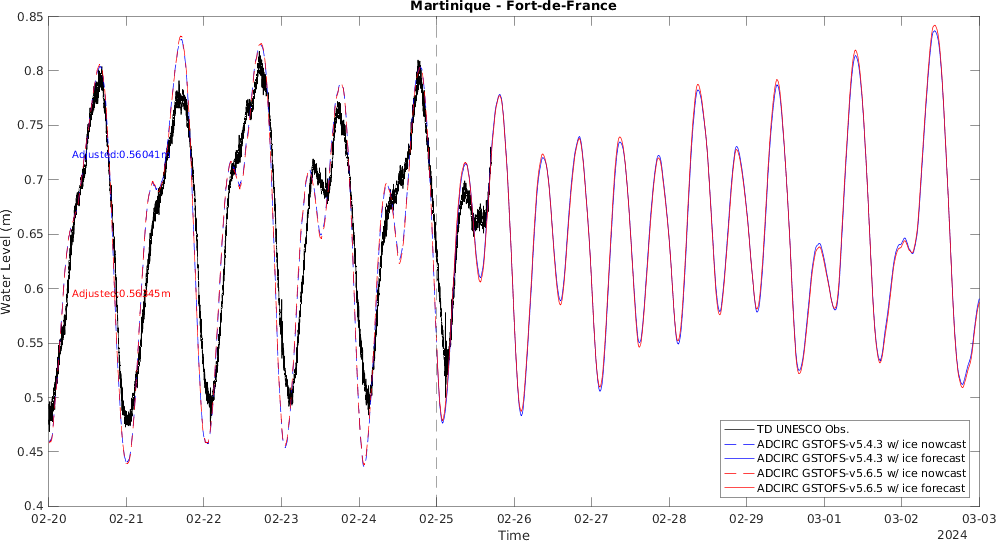 Martinique - Fort-de-France
0.85
0.8
0.75
0.7
0.65
0.6
0.55
0.5
0.45
0.4
Water Level (m)
Adjusted:0.56041m
Adjusted:0.56345m
TD UNESCO Obs.
ADCIRC GSTOFS-v5.4.3 w/ ice nowcast
ADCIRC GSTOFS-v5.4.3 w/ ice forecast
ADCIRC GSTOFS-v5.6.5 w/ ice nowcast
ADCIRC GSTOFS-v5.6.5 w/ ice forecast
02-20 02-21 02-22 02-23 02-24 02-25 02-26 02-27 02-28 02-29 03-01 03-02 03-03
Time
2024